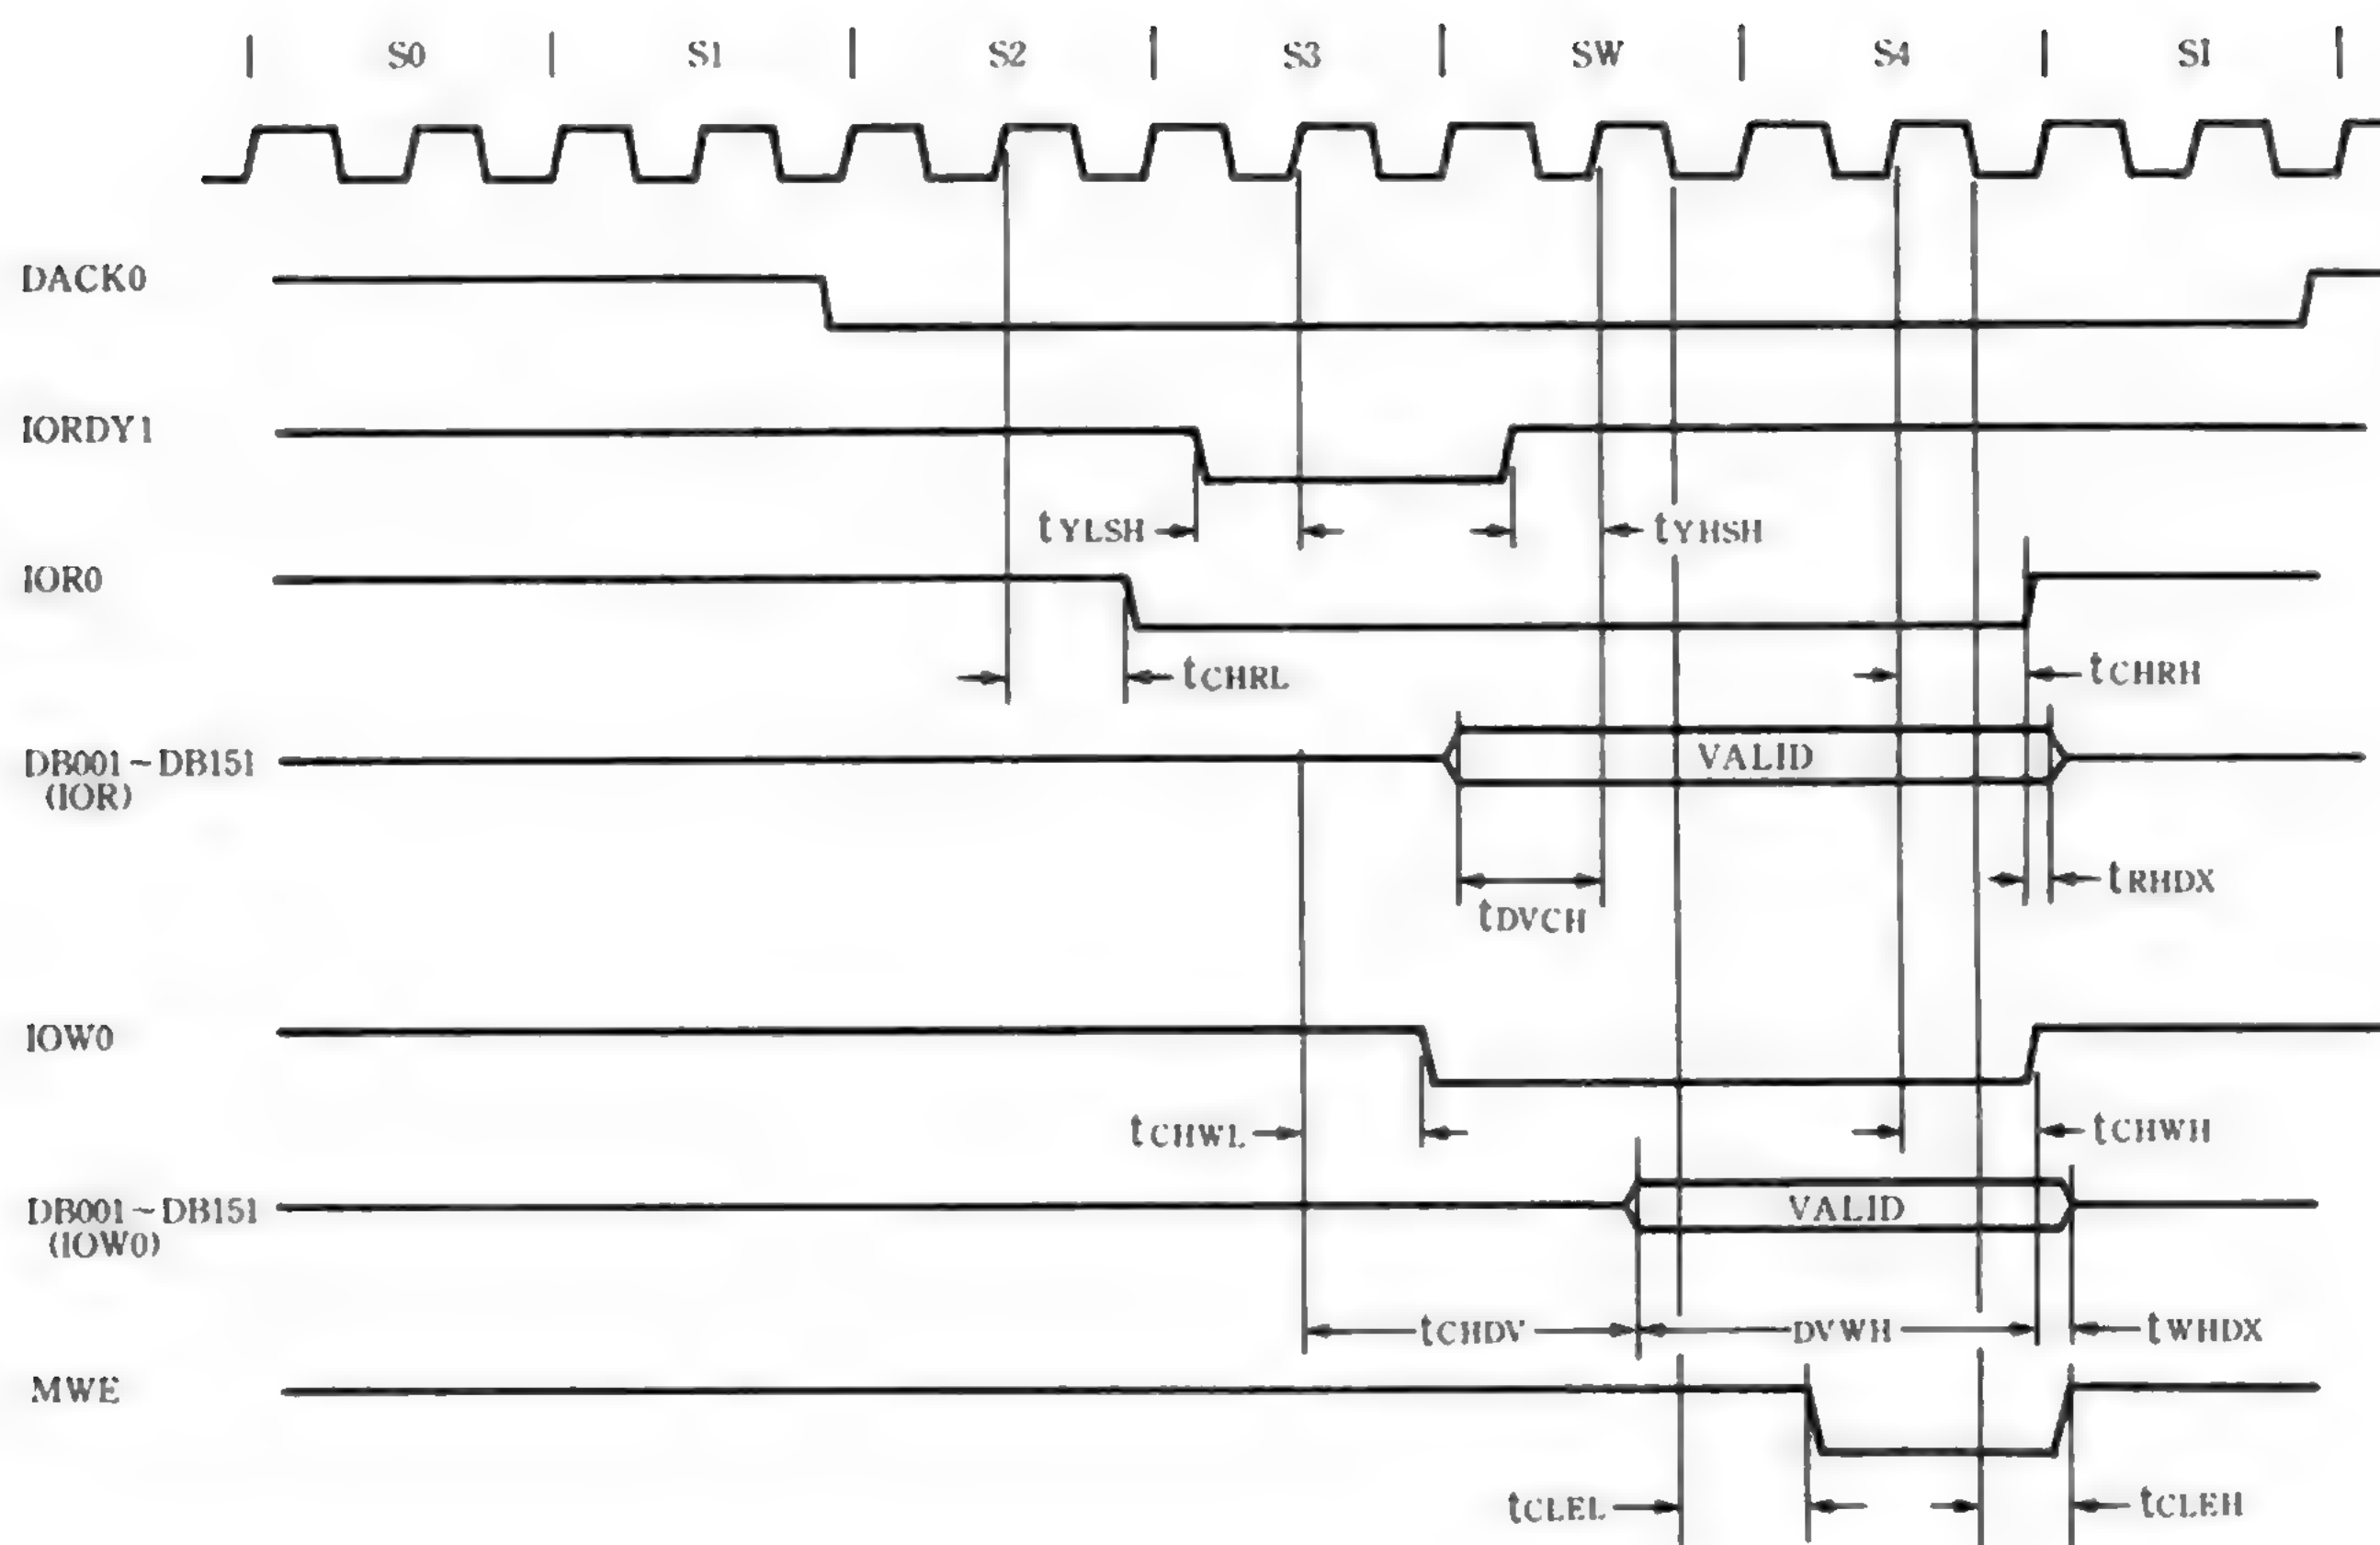 S0 S1 S2 S3 SW S4 SI
DACK0
IORDY1
tYLSH tYHSH
IOR0
tCHRL tCHRH
DB001~DB151 VALID
(IOR)
tRHDX
tDVCH
IOW0
tCHWL tCHWH
DB001~DB151 VALID
(IOW0)
tCHDV DVWH tWHDX
MWE
tCLEL tCLEH